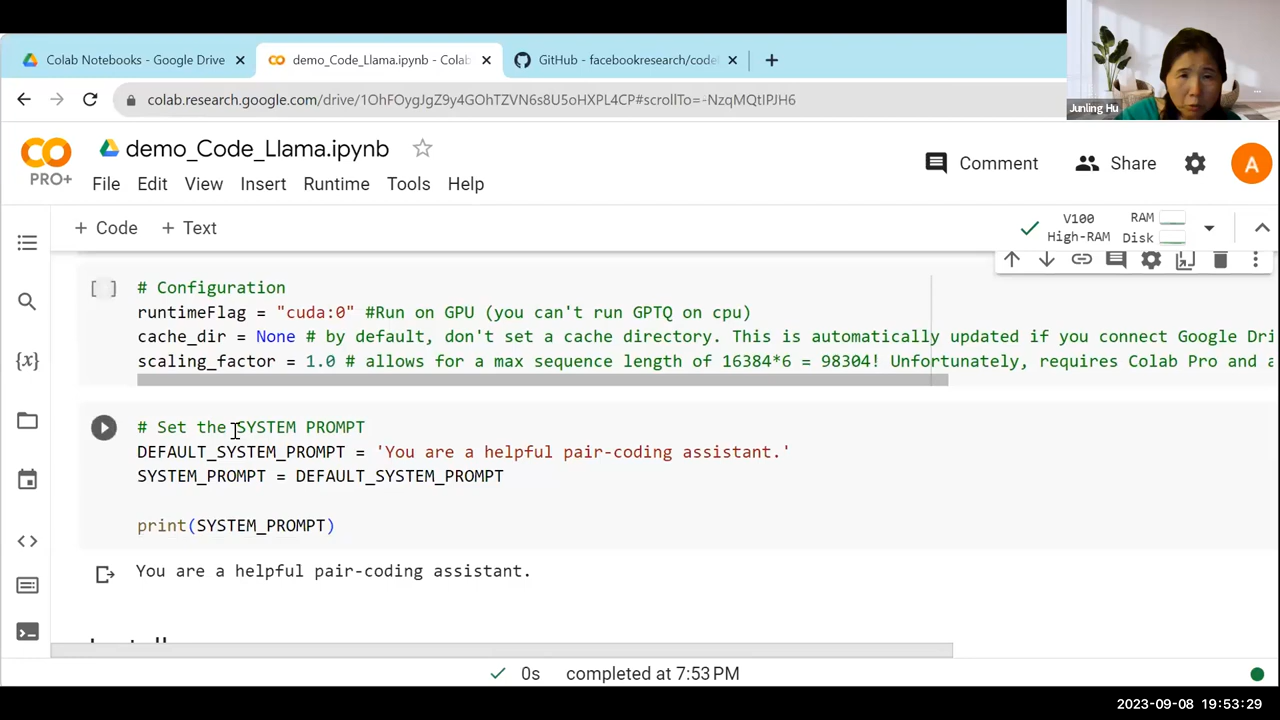 Colab Notebooks - Google Drive
demo_Code_Llama.ipynb - Colab
GitHub - facebookresearch/codel
colab.research.google.com/drive/1OhFOygJgZ9y4GOhTZVN6s8U5oHXPL4CP#scrollTo=-NzqMQtIPJH6
Junling Hu
PRO+
demo_Code_Llama.ipynb
File Edit View Insert Runtime Tools Help
Comment
Share
A
+ Code + Text
V100
High-RAM
RAM
Disk
[ ]
# Configuration
runtimeFlag = "cuda:0" #Run on GPU (you can't run GPTQ on cpu)
cache_dir = None # by default, don't set a cache directory. This is automatically updated if you connect Google Dri
scaling_factor = 1.0 # allows for a max sequence length of 16384*6 = 98304! Unfortunately, requires Colab Pro and a
# Set the SYSTEM PROMPT
DEFAULT_SYSTEM_PROMPT = 'You are a helpful pair-coding assistant.'
SYSTEM_PROMPT = DEFAULT_SYSTEM_PROMPT
print(SYSTEM_PROMPT)
You are a helpful pair-coding assistant.
0s completed at 7:53 PM
2023-09-08 19:53:29